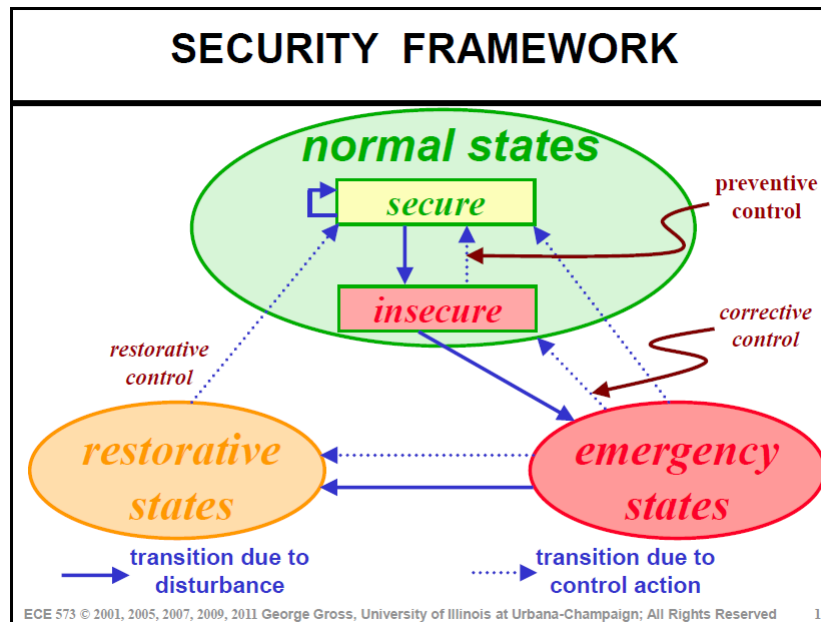 SECURITY FRAMEWORK
normal states
secure
preventive
control
insecure
corrective
control
restorative
control
restorative
states
emergency
states
transition due to
disturbance
transition due to
control action
ECE 573 © 2001, 2005, 2007, 2009, 2011 George Gross, University of Illinois at Urbana-Champaign; All Rights Reserved 1